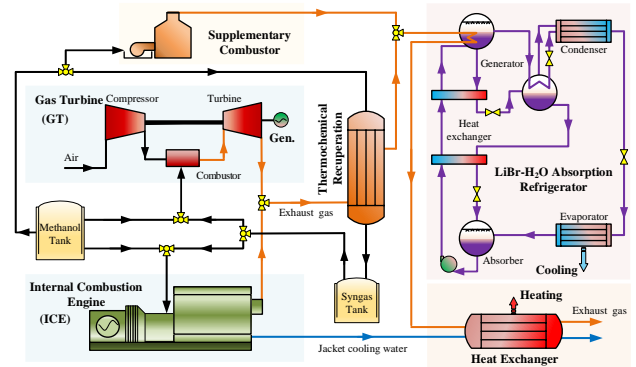 Supplementary
Combustor
Gas Turbine
(GT)
Compressor
Turbine
Gen.
Air
Combustor
Thermochemical
Recuperation
Exhaust gas
Methanol
Tank
Syngas
Tank
Internal Combustion
Engine
(ICE)
Jacket cooling water
Generator
Condenser
Heat
exchanger
LiBr-H2O Absorption
Refrigerator
Evaporator
Absorber
Cooling
Heating
Exhaust gas
Heat Exchanger